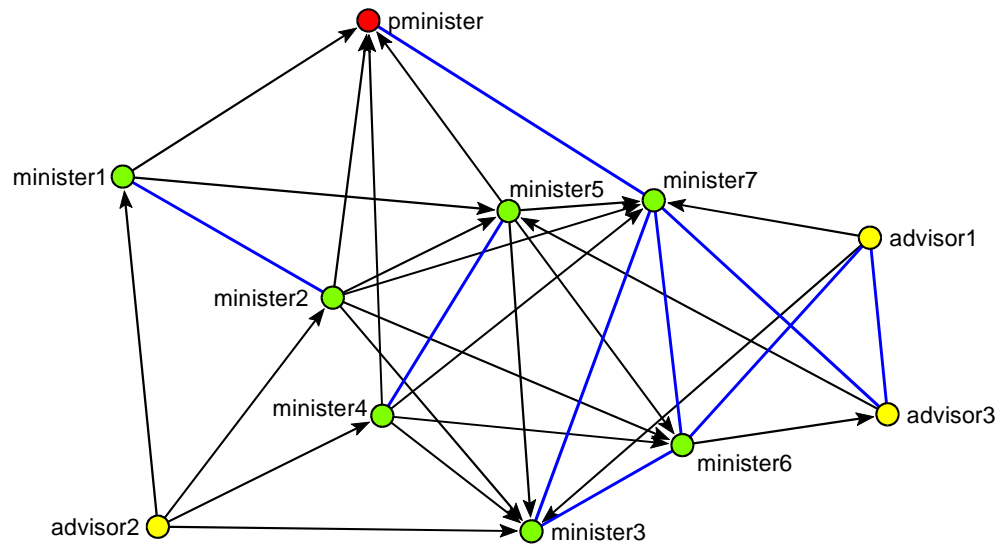 pminister
minister1
minister5
minister7
advisor1
minister2
minister4
advisor3
minister6
advisor2
minister3